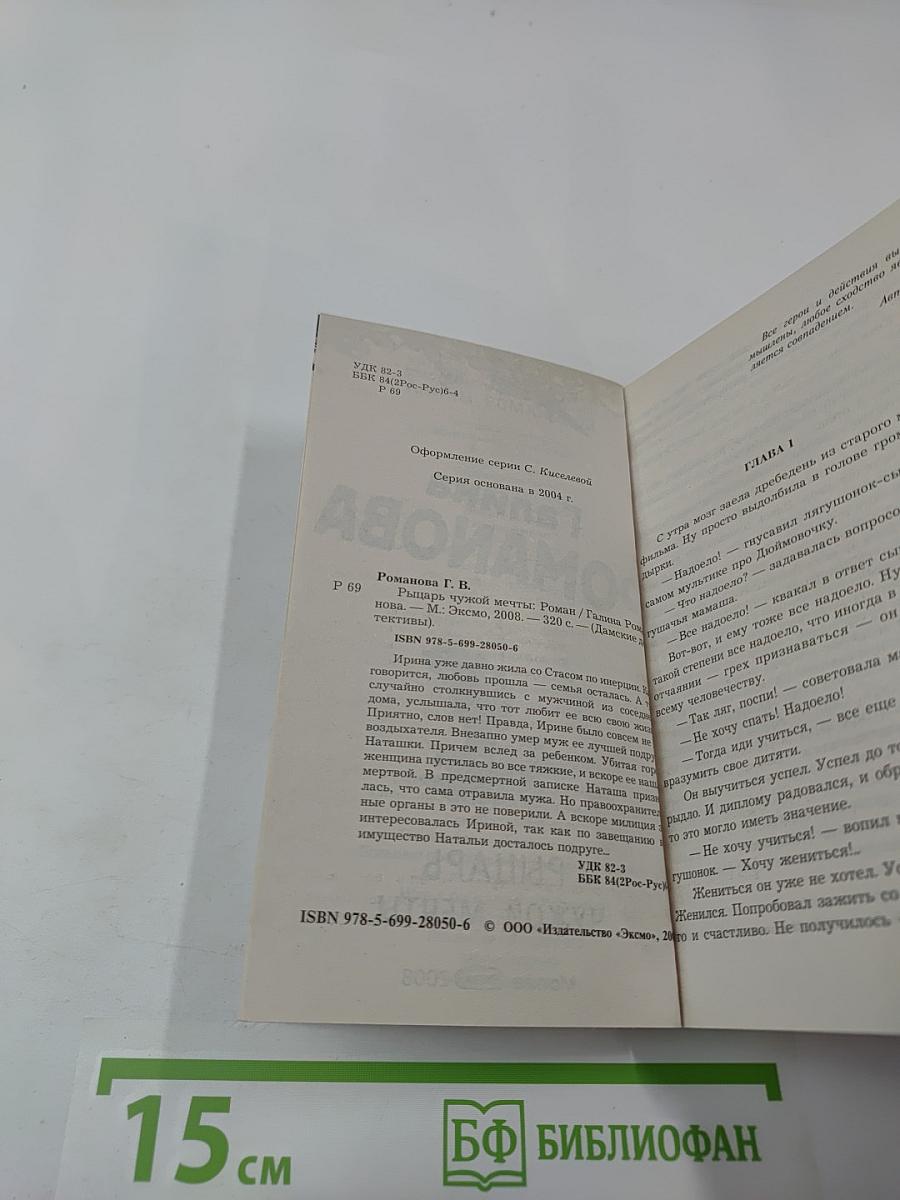 УДК 82-3
ББК 84(2Рос-Рус)6-4
Р 69
Оформление серии С. Киселевой
Серия основана в 2004 г.
Романова Г. В.
Р 69
Рыцарь чужой мечты: Роман / Галина Ром
нова. — М.: Эксмо, 2008. — 320 с. — (Дамские д
тективы).
ISBN 978-5-699-28050-6
Ирина уже давно жила со Стасом по инерции.
говорится, любовь прошла — семья осталась. А
случайно столкнувшись с мужчиной из соседн
дома, услышала, что тот любит ее всю свою жиз
Приятно, слов нет! Правда, Ирине было совсем не
воздыхателя. Внезапно умер муж ее лучшей подру
Наташки. Причем вслед за ребенком. Убитая гор
женщина пустилась во все тяжкие, и вскоре ее наш
мертвой. В предсмертной записке Наташа призн
лась, что сама отравила мужа. Но правоохранител
ные органы в это не поверили. А вскоре милиция
интересовалась Ириной, так как по завещанию
имущество Натальи досталось подруге...
УДК 82-3
ББК 84(2Рос-Рус)
ISBN 978-5-699-28050-6 © ООО «Издательство «Эксмо», 20
Все герои и действия вы
мышлены, любое сходство яв
ляется совпадением.
Авт
ГЛАВА 1
С утра мозг заела дребедень из старого м
фильма. Ну просто выдолбила в голове гром
дырки.
— Надоело! — гнусавил лягушонок-сы
самом мультике про Дюймовочку.
— Что надоело? — задавалась вопросо
гушачья мамаша.
— Все надоело! — квакал в ответ сы
Вот-вот, и ему тоже все надоело. Ну
такой степени все надоело, что иногда в
отчаянии — грех признаваться — он
всему человечеству.
— Так ляг, поспи! — советовала ма
— Не хочу спать! Надоело!
— Тогда иди учиться, — все еще
вразумить свое дитяти.
Он выучиться успел. Успел до то
рыдло. И диплому радовался, и обр
то это могло иметь значение.
— Не хочу учиться! — вопил
гушонок. — Хочу жениться!..
Жениться он уже не хотел. Ус
Женился. Попробовал зажить со
го и счастливо. Не получилось
15 см
БФ БИБЛИОФАН